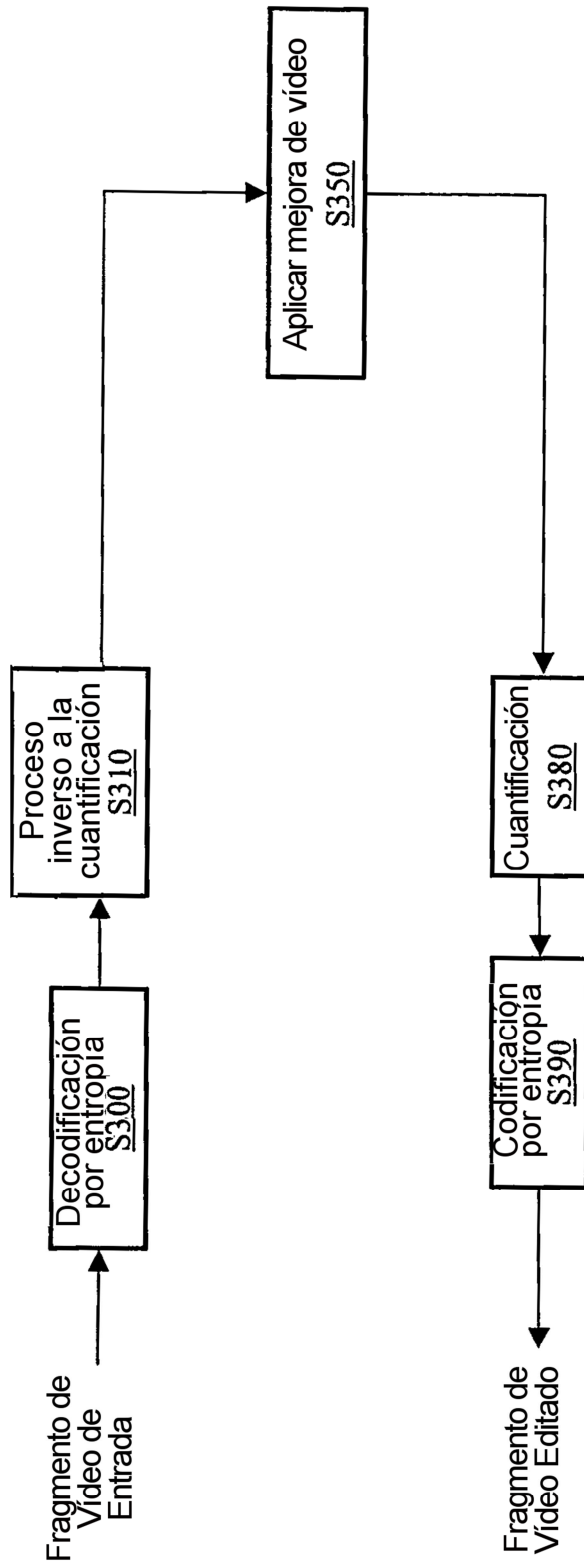 Fragmento de
Vídeo de
Entrada
Decodificación
por entropía
S300
Proceso
inverso a la
cuantificación
S310
Aplicar mejora de vídeo
S350
Cuantificación
S380
Codificación
por entropía
S390
Fragmento de
Vídeo Editado